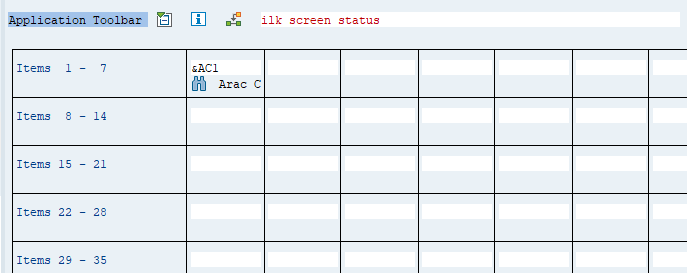 Application Toolbar ilk screen status
Items 1 - 7 &AC1
Arac C
Items 8 - 14
Items 15 - 21
Items 22 - 28
Items 29 - 35